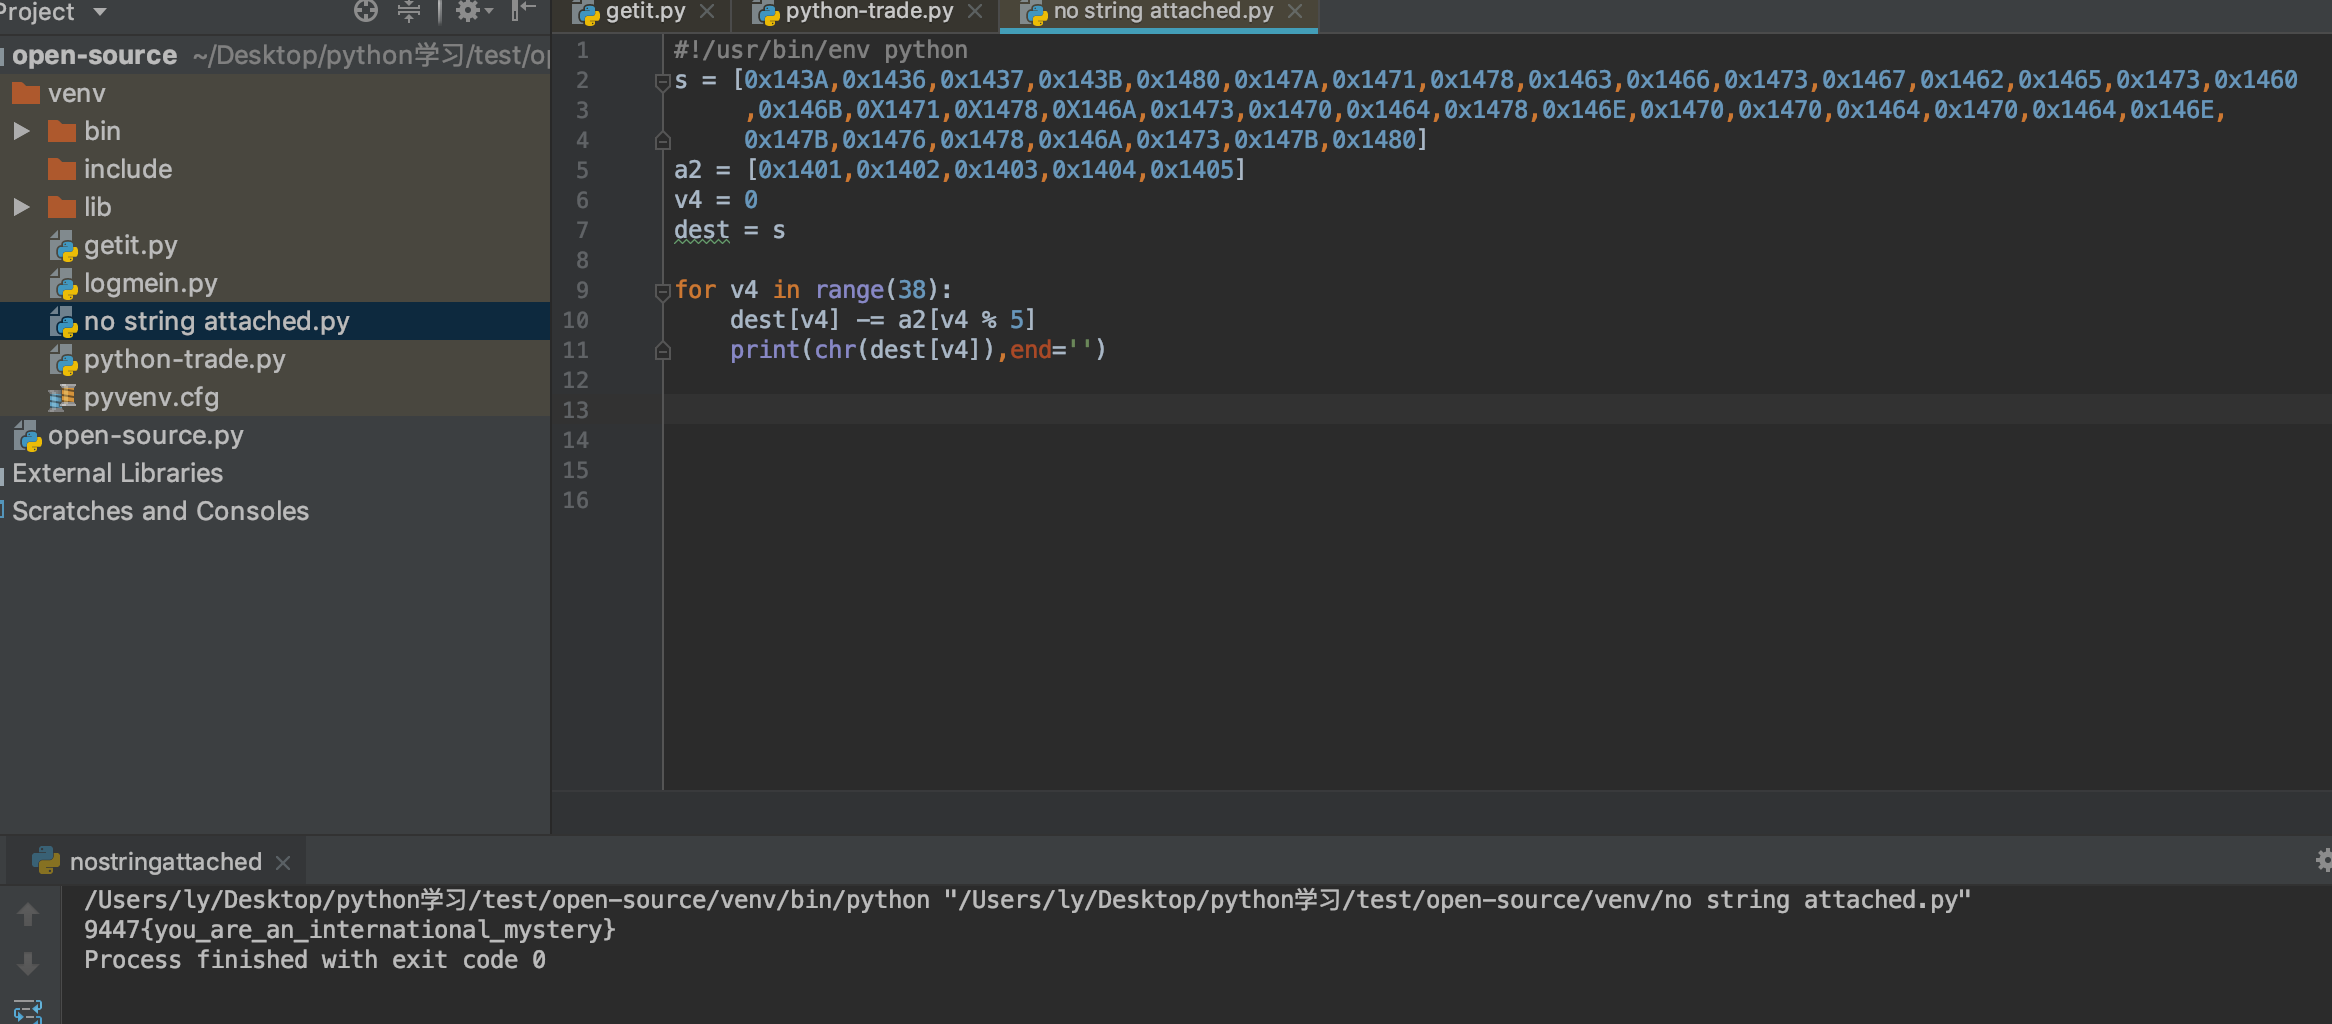 Project
getit.py
python-trade.py
no string attached.py
open-source ~/Desktop/python学习/test/o
venv
bin
include
lib
getit.py
logmein.py
no string attached.py
python-trade.py
pyvenv.cfg
open-source.py
External Libraries
Scratches and Consoles
1 #!/usr/bin/env python
2 s = [0x143A,0x1436,0x1437,0x143B,0x1480,0x147A,0x1471,0x1478,0x1463,0x1466,0x1473,0x1467,0x1462,0x1465,0x1473,0x1460
3 ,0x146B,0X1471,0X1478,0X146A,0x1473,0x1470,0x1464,0x1478,0x146E,0x1470,0x1470,0x1464,0x1470,0x1464,0x146E,
4 0x147B,0x1476,0x1478,0x146A,0x1473,0x147B,0x1480]
5 a2 = [0x1401,0x1402,0x1403,0x1404,0x1405]
6 v4 = 0
7 dest = s
8
9 for v4 in range(38):
10 dest[v4] -= a2[v4 % 5]
11 print(chr(dest[v4]),end='')
12
13
14
15
16
nostringattached
/Users/ly/Desktop/python学习/test/open-source/venv/bin/python "/Users/ly/Desktop/python学习/test/open-source/venv/no string attached.py"
9447{you_are_an_international_mystery}
Process finished with exit code 0